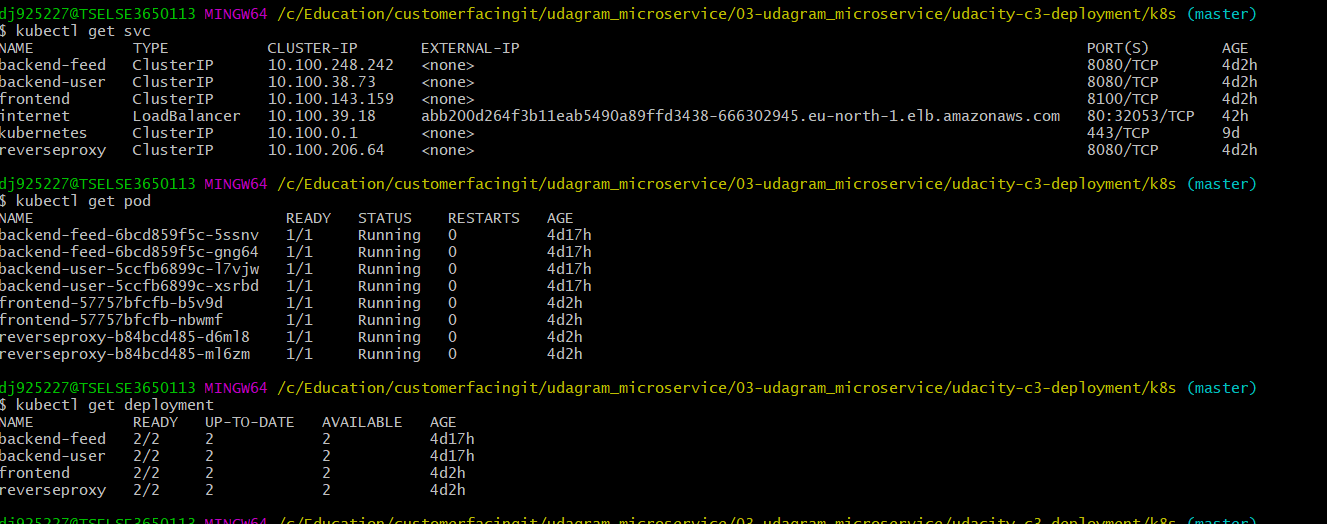 dj925227@TSELSE3650113 MINGW64 /c/Education/customerfacingit/udagram_microservice/03-udagram_microservice/udacity-c3-deployment/k8s (master)
$ kubectl get svc
NAME TYPE CLUSTER-IP EXTERNAL-IP PORT(S) AGE
backend-feed ClusterIP 10.100.248.242 <none> 8080/TCP 4d2h
backend-user ClusterIP 10.100.38.73 <none> 8080/TCP 4d2h
frontend ClusterIP 10.100.143.159 <none> 8100/TCP 4d2h
internet LoadBalancer 10.100.39.18 abb200d264f3b11eab5490a89ffd3438-666302945.eu-north-1.elb.amazonaws.com 80:32053/TCP 42h
kubernetes ClusterIP 10.100.0.1 <none> 443/TCP 9d
reverseproxy ClusterIP 10.100.206.64 <none> 8080/TCP 4d2h
dj925227@TSELSE3650113 MINGW64 /c/Education/customerfacingit/udagram_microservice/03-udagram_microservice/udacity-c3-deployment/k8s (master)
$ kubectl get pod
NAME READY STATUS RESTARTS AGE
backend-feed-6bcd859f5c-5ssnv 1/1 Running 0 4d17h
backend-feed-6bcd859f5c-gng64 1/1 Running 0 4d17h
backend-user-5ccfb6899c-l7vjw 1/1 Running 0 4d17h
backend-user-5ccfb6899c-xsrbd 1/1 Running 0 4d17h
frontend-57757bfcfb-b5v9d 1/1 Running 0 4d2h
frontend-57757bfcfb-nbwmf 1/1 Running 0 4d2h
reverseproxy-b84bcd485-d6ml8 1/1 Running 0 4d2h
reverseproxy-b84bcd485-ml6zm 1/1 Running 0 4d2h
dj925227@TSELSE3650113 MINGW64 /c/Education/customerfacingit/udagram_microservice/03-udagram_microservice/udacity-c3-deployment/k8s (master)
$ kubectl get deployment
NAME READY UP-TO-DATE AVAILABLE AGE
backend-feed 2/2 2 2 4d17h
backend-user 2/2 2 2 4d17h
frontend 2/2 2 2 4d2h
reverseproxy 2/2 2 2 4d2h
dj925227@TSELSE3650113 MINGW64 /c/Education/customerfacingit/udagram_microservice/03-udagram_microservice/udacity-c3-deployment/k8s (master)